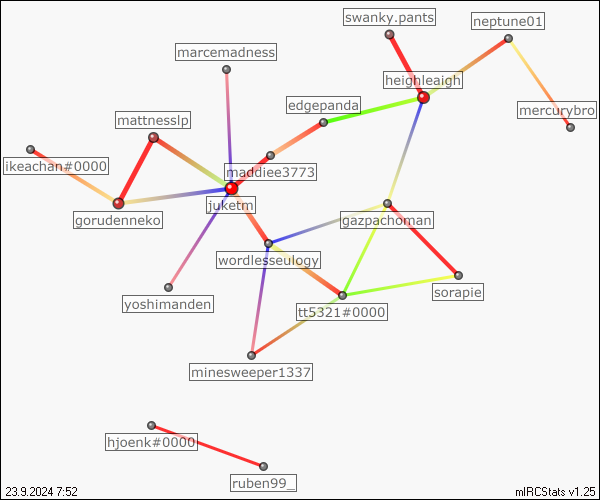 swanky.pants
neptune01
marcemadness
heighleaigh
edgepanda
mercurybro
mattnesslp
ikeachan#0000
maddiee3773
juketm
gorudenneko
gazpachoman
wordlesseulogy
sorapie
yoshimanden
tt5321#0000
minesweeper1337
hjoenk#0000
ruben99_
23.9.2024 7:52
mIRCStats v1.25